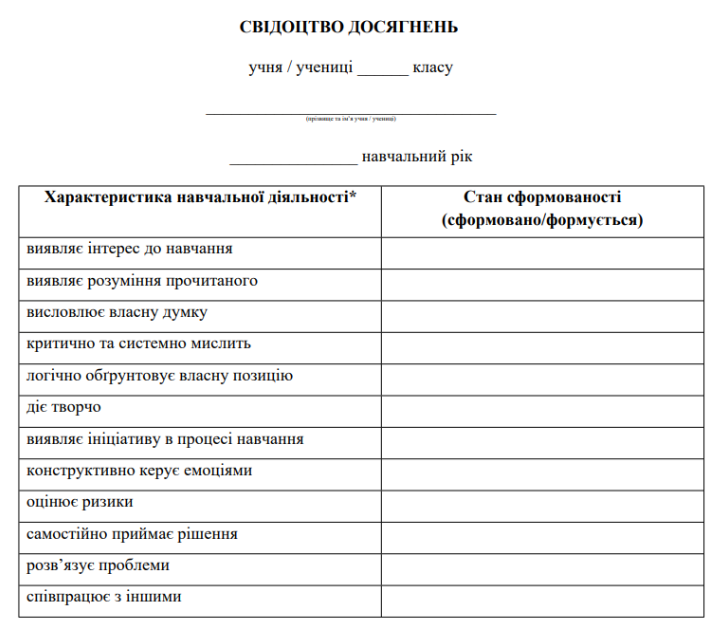 СВІДОЦТВО ДОСЯГНЕНЬ
учня / учениці ______ класу
(прізвище та ім'я учня / учениці)
_______________ навчальний рік
Характеристика навчальної діяльності*
Стан сформованості
(сформовано/формується)
виявляє інтерес до навчання
виявляє розуміння прочитаного
висловлює власну думку
критично та системно мислить
логічно обґрунтовує власну позицію
діє творчо
виявляє ініціативу в процесі навчання
конструктивно керує емоціями
оцінює ризики
самостійно приймає рішення
розв’язує проблеми
співпрацює з іншими